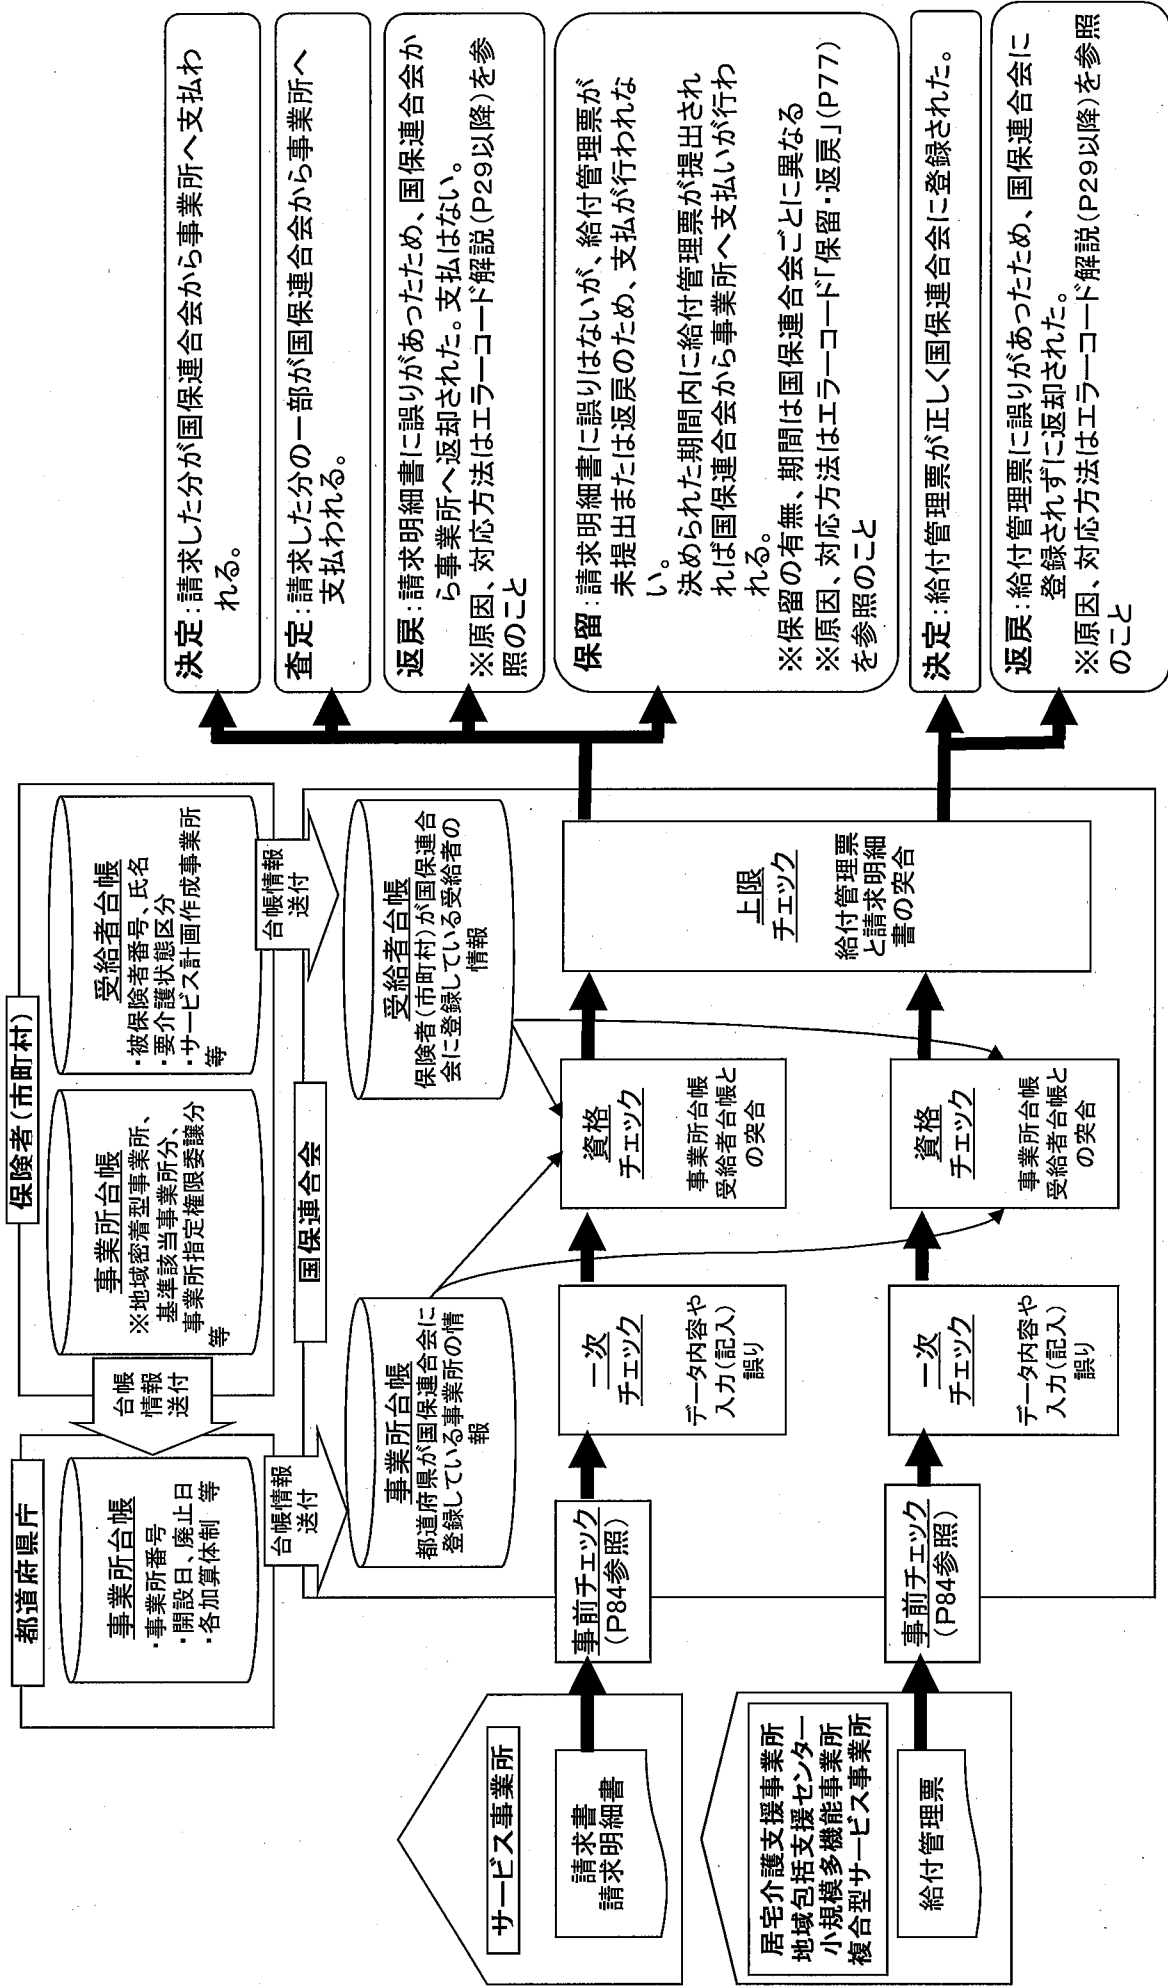 都道府県庁
事業所台帳
・事業所番号
・開設日、廃止日
・各加算体制 等
台帳
情報
送付
保険者(市町村)
事業所台帳
※地域密着型事業所、
基準該当事業所分、
事業所指定権限委譲分
等
受給者台帳
・被保険者番号、氏名
・要介護状態区分
・サービス計画作成事業所
等
台帳情報
送付
台帳情報
送付
国保連合会
事業所台帳
都道府県が国保連合会に
登録している事業所の情
報
受給者台帳
保険者(市町村)が国保連合
会に登録している受給者の
情報
サービス事業所
請求書
請求明細書
事前チェック
(P84参照)
一次
チェック
データ内容や
入力(記入)
誤り
資格
チェック
事業所台帳
受給者台帳と
の突合
居宅介護支援事業所
地域包括支援センター
小規模多機能事業所
複合型サービス事業所
給付管理票
事前チェック
(P84参照)
一次
チェック
データ内容や
入力(記入)
誤り
資格
チェック
事業所台帳
受給者台帳と
の突合
上限
チェック
給付管理票
と請求明細
書の突合
決定:請求した分が国保連合会から事業所へ支払わ
れる。
査定:請求した分の一部が国保連合会から事業所へ
支払われる。
返戻:請求明細書に誤りがあったため、国保連合会か
ら事業所へ返却された。支払はない。
※原因、対応方法はエラーコード解説(P29以降)を参
照のこと
保留:請求明細書に誤りはないが、給付管理票が
未提出または返戻のため、支払が行われな
い。
決められた期間内に給付管理票が提出され
れば国保連合会から事業所へ支払いが行わ
れる。
※保留の有無、期間は国保連合会ごとに異なる
※原因、対応方法はエラーコード「保留・返戻」(P77)
を参照のこと
決定:給付管理票が正しく国保連合会に登録された。
返戻:給付管理票に誤りがあったため、国保連合会に
登録されずに返却された。
※原因、対応方法はエラーコード解説(P29以降)を参照
のこと